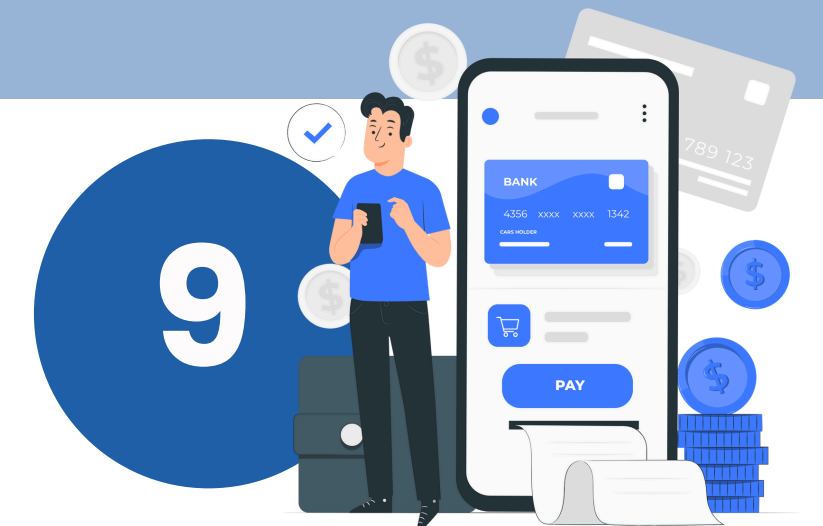 9
BANK
4356 xxxx xxxx 1342
CARS HOLDER
789 123
PAY